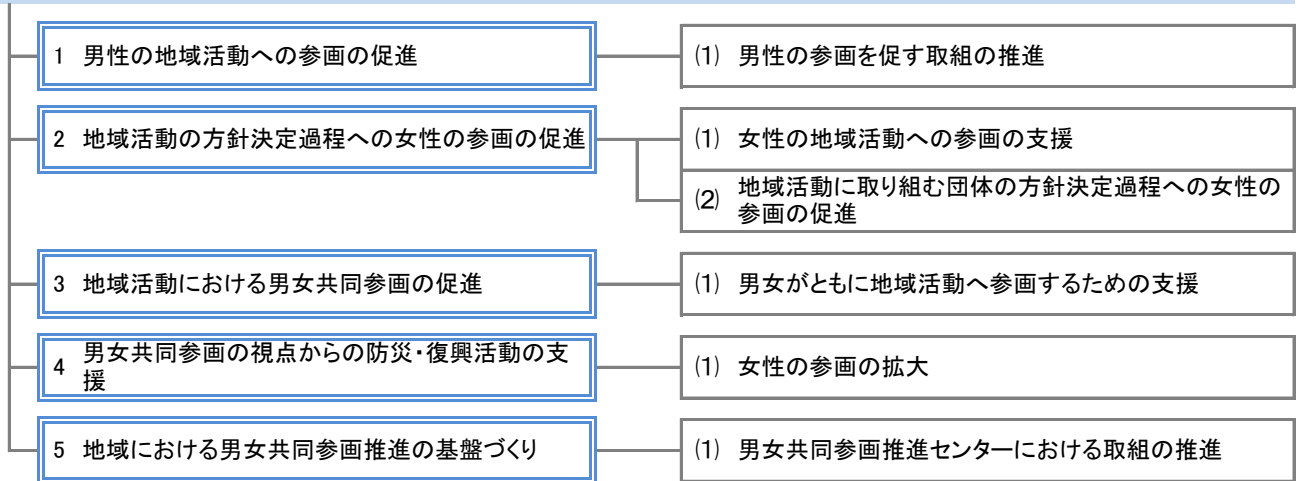 1 男性の地域活動への参画の促進
⑴ 男性の参画を促す取組の推進
2 地域活動の方針決定過程への女性の参画の促進
⑴ 女性の地域活動への参画の支援
⑵ 地域活動に取り組む団体の方針決定過程への女性の
参画の促進
3 地域活動における男女共同参画の促進
⑴ 男女がともに地域活動へ参画するための支援
4 男女共同参画の視点からの防災・復興活動の支
援
⑴ 女性の参画の拡大
5 地域における男女共同参画推進の基盤づくり
⑴ 男女共同参画推進センターにおける取組の推進